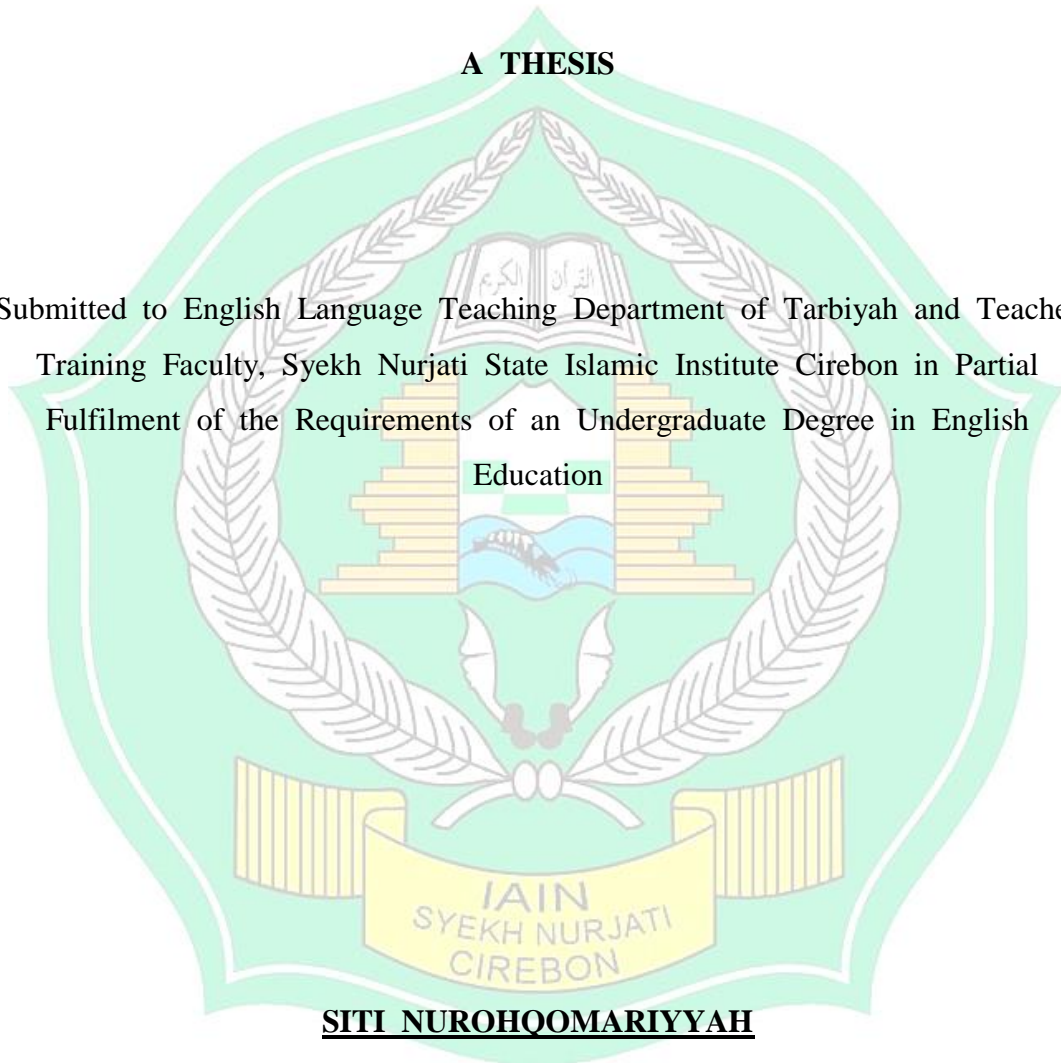 A THESIS
القرآن الكريم
Submitted to English Language Teaching Department of Tarbiyah and Teache
Training Faculty, Syekh Nurjati State Islamic Institute Cirebon in Partial
Fulfilment of the Requirements of an Undergraduate Degree in English
Education
IAIN
SYEKH NURJATI
CIREBON
SITI NUROHQOMARIYYAH